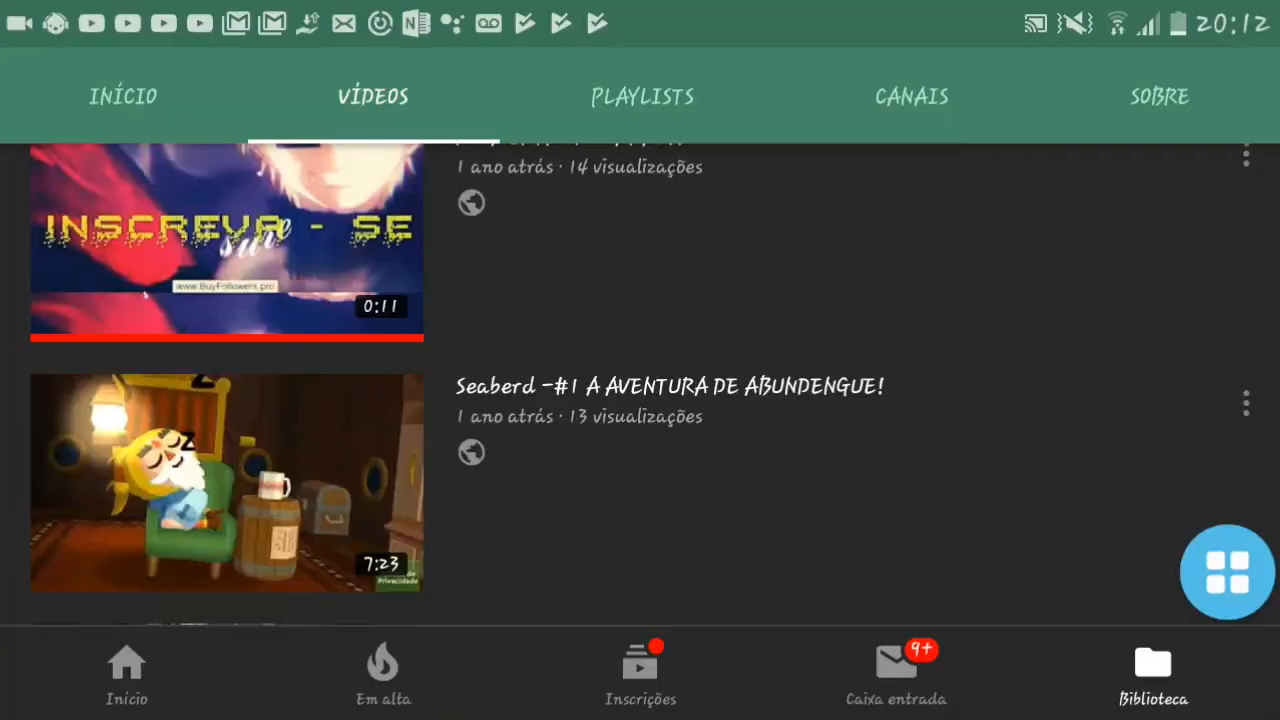 20:12
INÍCIO VÍDEOS PLAYLISTS CANAIS SOBRE
1 ano atrás · 14 visualizações
INSCREVA - SE
www.BuyFollowers.pro
0:11
Seaberd -#1 A AVENTURA DE ABUNDENGUE!
1 ano atrás · 13 visualizações
7:23
Privacidade
9+
Início Em alta Inscrições Caixa entrada Biblioteca